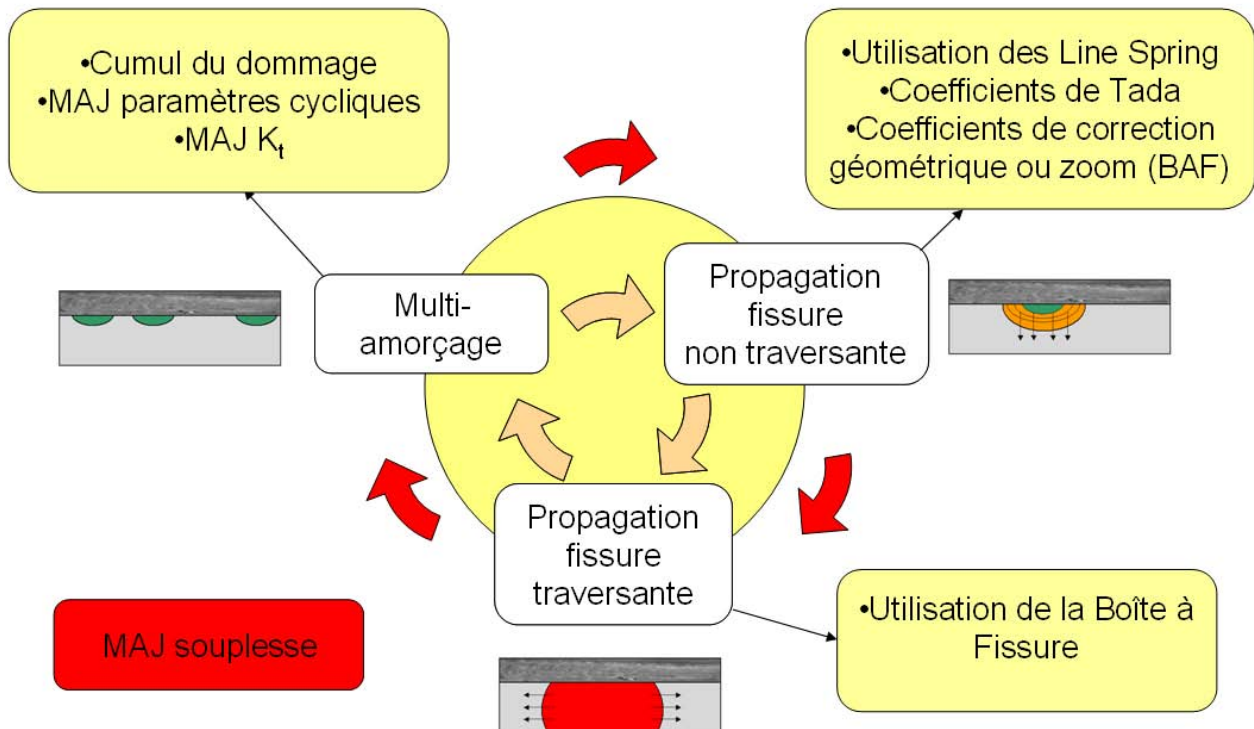 •Cumul du dommage
•MAJ paramètres cycliques
•MAJ Kt
•Utilisation des Line Spring
•Coefficients de Tada
•Coefficients de correction
géométrique ou zoom (BAF)
Multi-
amorçage
Propagation
fissure
non traversante
Propagation
fissure
traversante
MAJ souplesse
•Utilisation de la Boîte à
Fissure